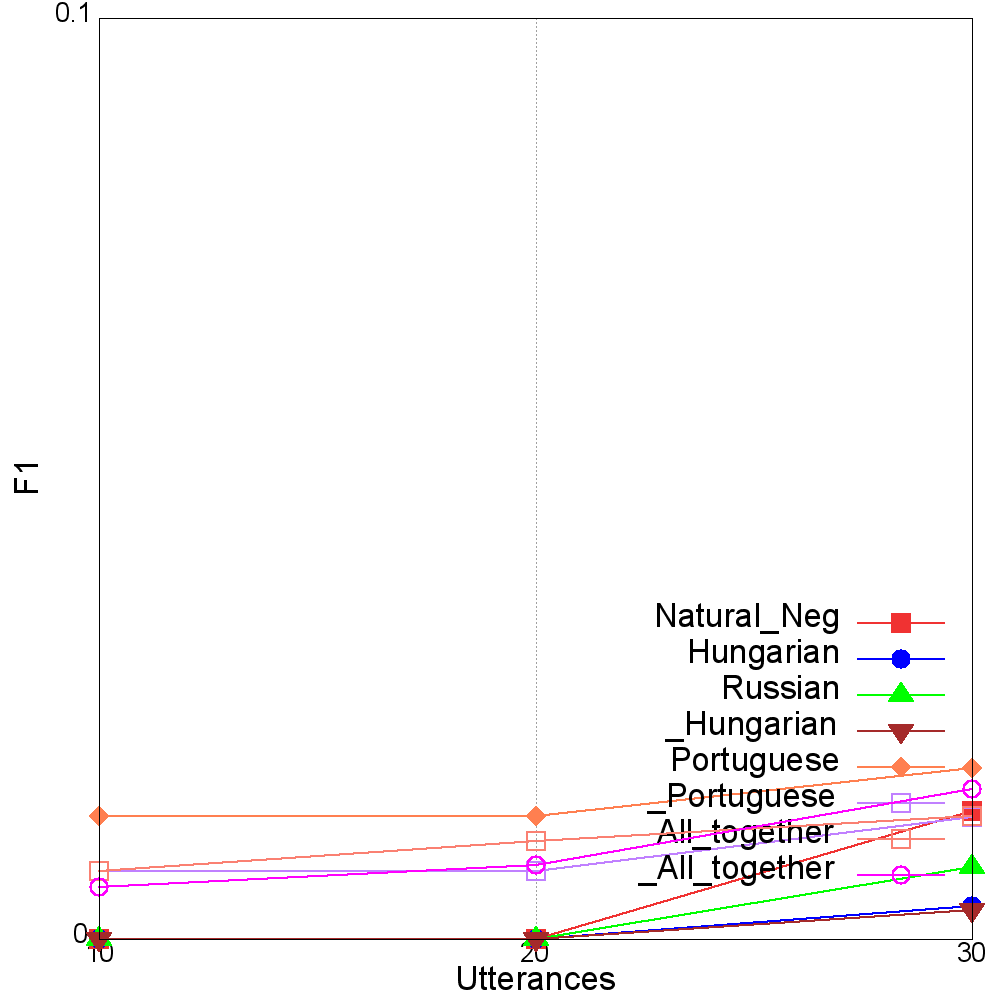 0.1
F1
Natural_Neg
Hungarian
Russian
_Hungarian
Portuguese
_Portuguese
_All_together
_All_together
0
10 20 30
Utterances